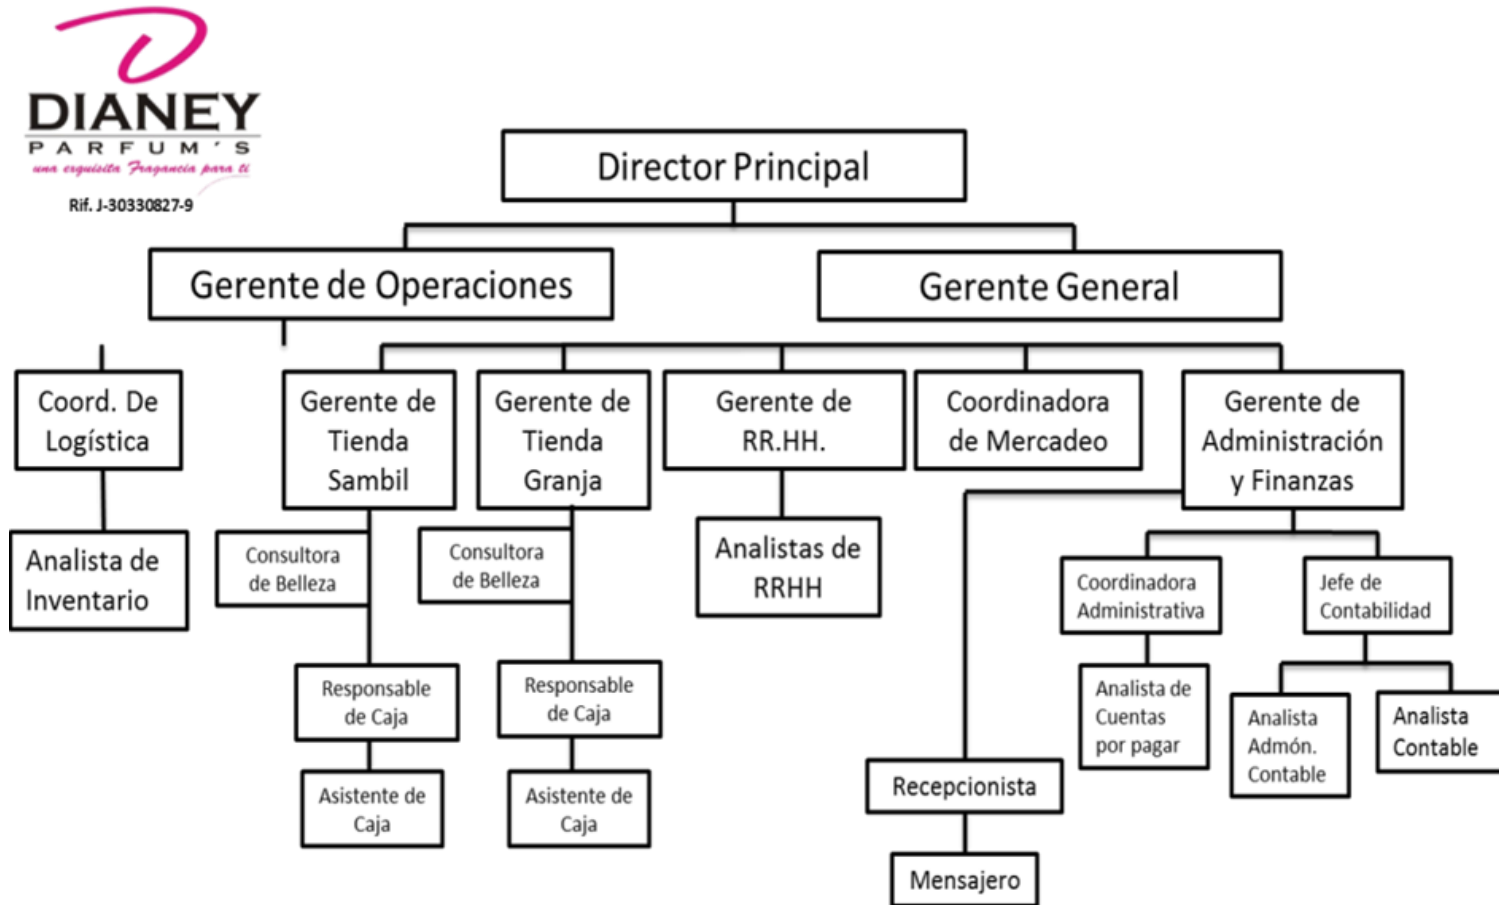 DIANEY
PARFUM´S
una exquisita Fragancia para ti
Rif. J-30330827-9
Director Principal
Gerente de Operaciones
Gerente General
Coord. De
Logística
Gerente de
Tienda
Sambil
Gerente de
Tienda
Granja
Gerente de
RR.HH.
Coordinadora
de Mercadeo
Gerente de
Administración
y Finanzas
Analista de
Inventario
Consultora
de Belleza
Consultora
de Belleza
Analistas de
RRHH
Coordinadora
Administrativa
Jefe de
Contabilidad
Responsable
de Caja
Responsable
de Caja
Analista de
Cuentas
por pagar
Analista
Admón.
Contable
Analista
Contable
Asistente de
Caja
Asistente de
Caja
Recepcionista
Mensajero